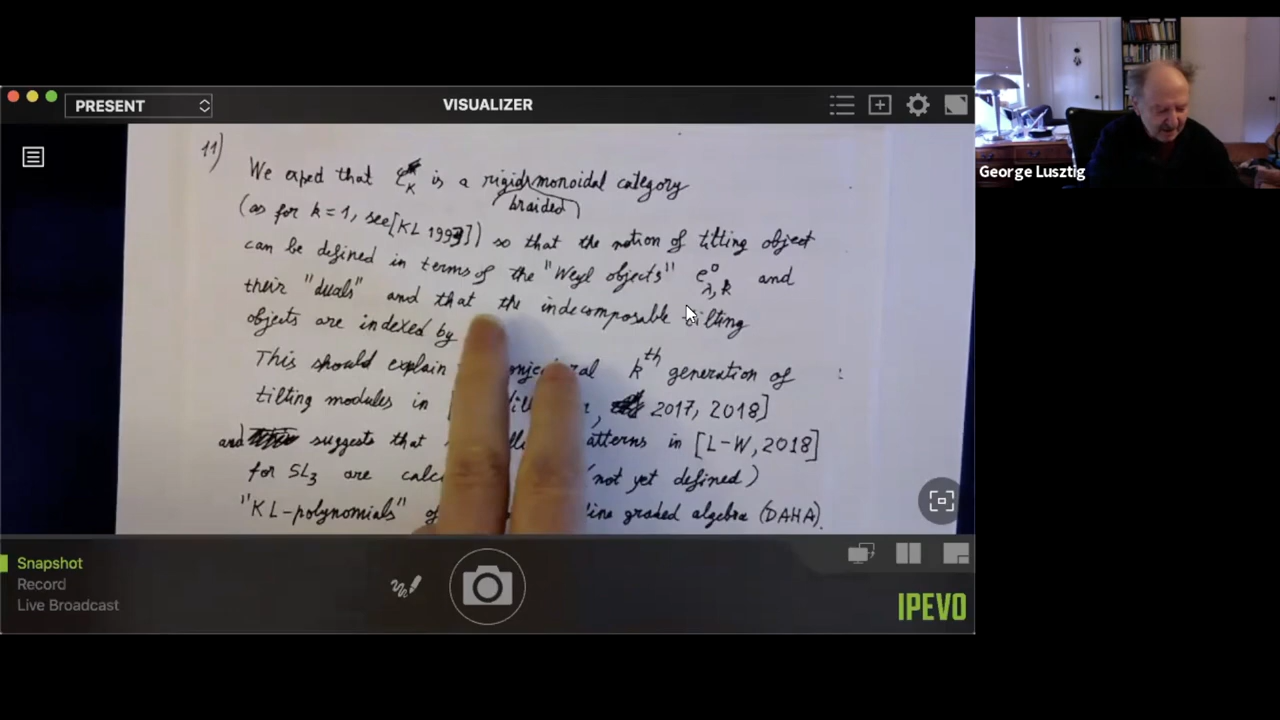 PRESENT
VISUALIZER
George Lusztig
11)
We exped that C_K is a rigid monoidal category
braided
(as for k=1, see [KL 1993]) so that the notion of tilting object
can be defined in terms of the "Weyl objects" e^0_{λ,k} and
their "duals" and that the indecomposable tilting
objects are indexed by
This should explain k^th generation of
tilting modules in 2017, 2018]
and suggests that patterns in [L-W, 2018]
for SL_3 are (not yet defined)
"KL-polynomials" graded algebra (DAHA).
Snapshot
Record
Live Broadcast
IPEVO